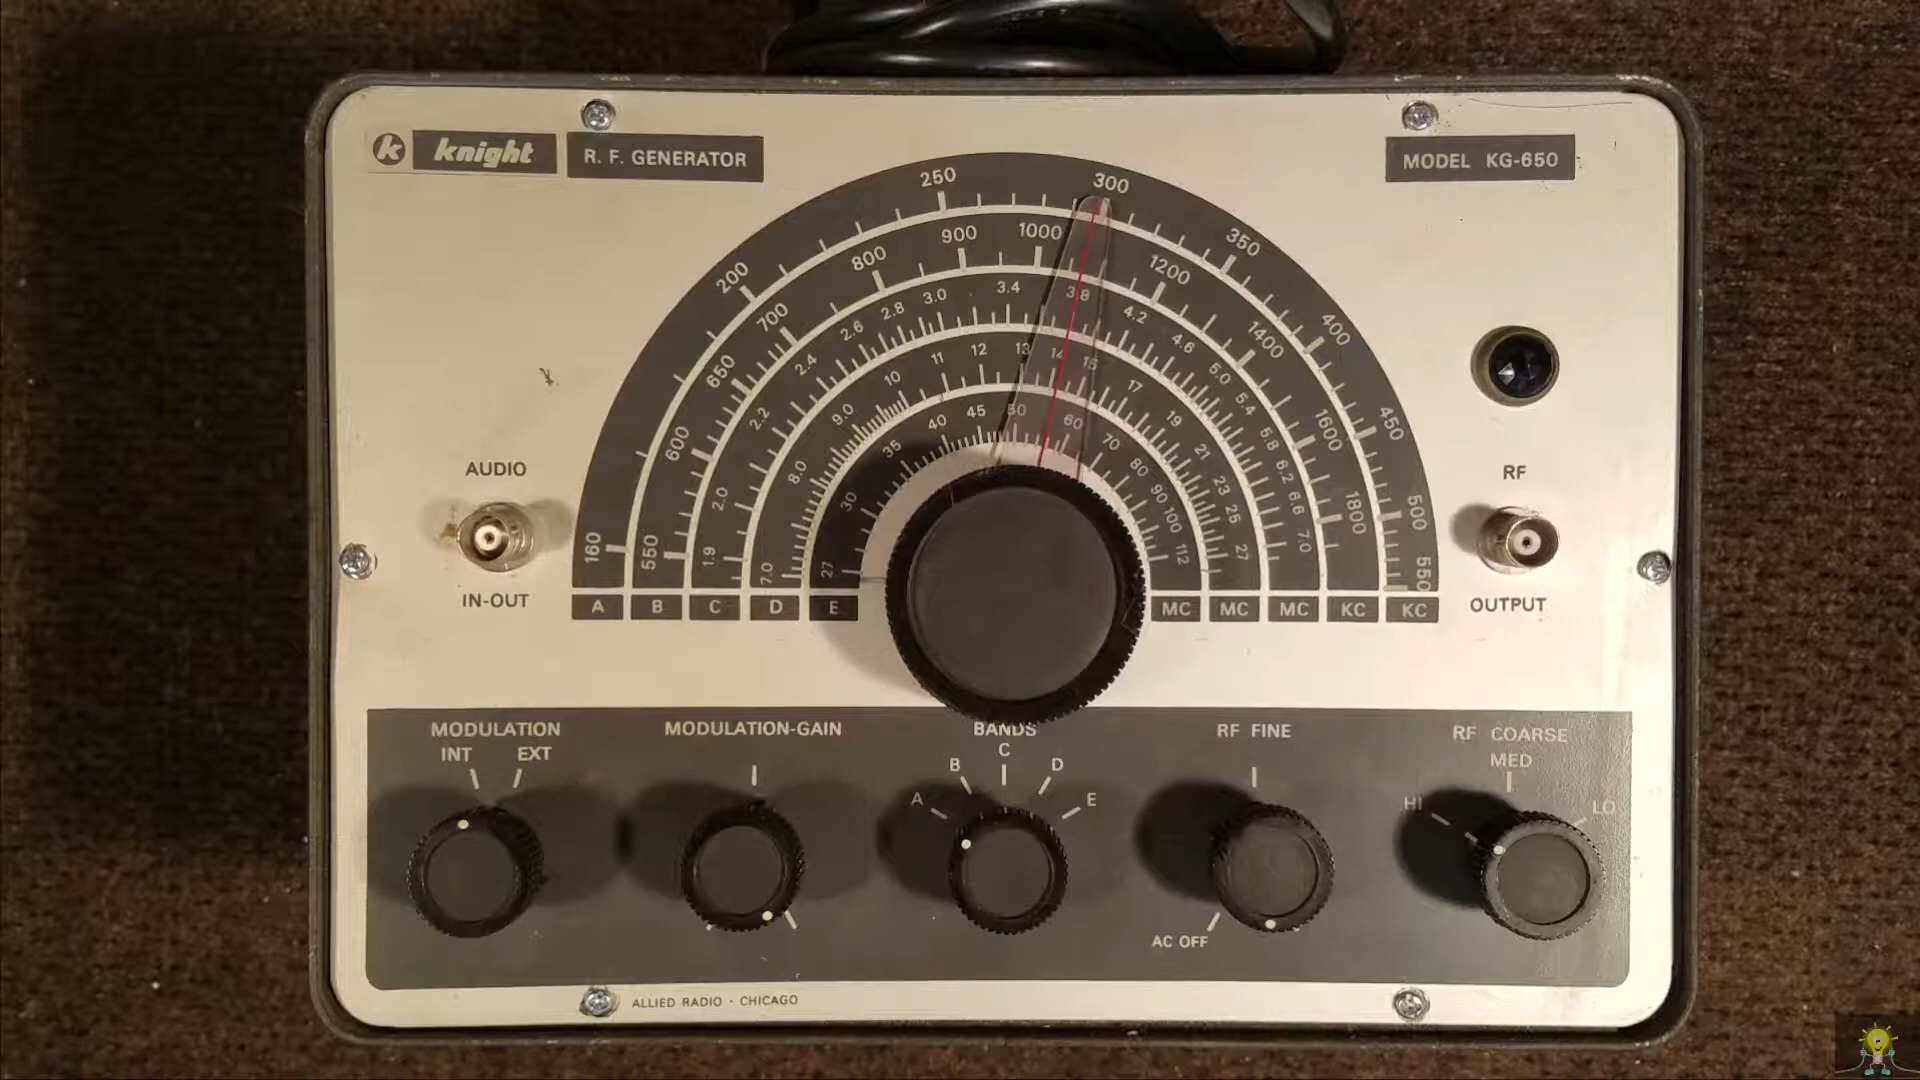 k knight
R. F. GENERATOR
MODEL KG-650
160 200 250 300 350 400 450 500 550
550 600 650 700 800 900 1000 1200 1400 1600 1800
1.9 2.0 2.2 2.4 2.6 2.8 3.0 3.4 3.8 4.2 4.6 5.0 5.4 5.8 6.2 6.6 7.0
7.0 8.0 9.0 10 11 12 13 14 15 17 19 21 23 25 27
27 30 35 40 45 50 60 70 80 90 100 112
A B C D E MC MC MC KC KC
AUDIO
IN-OUT
RF
OUTPUT
MODULATION
INT EXT
MODULATION-GAIN
BANDS
A B C D E
RF FINE
AC OFF
RF COARSE
HI MED LO
ALLIED RADIO - CHICAGO